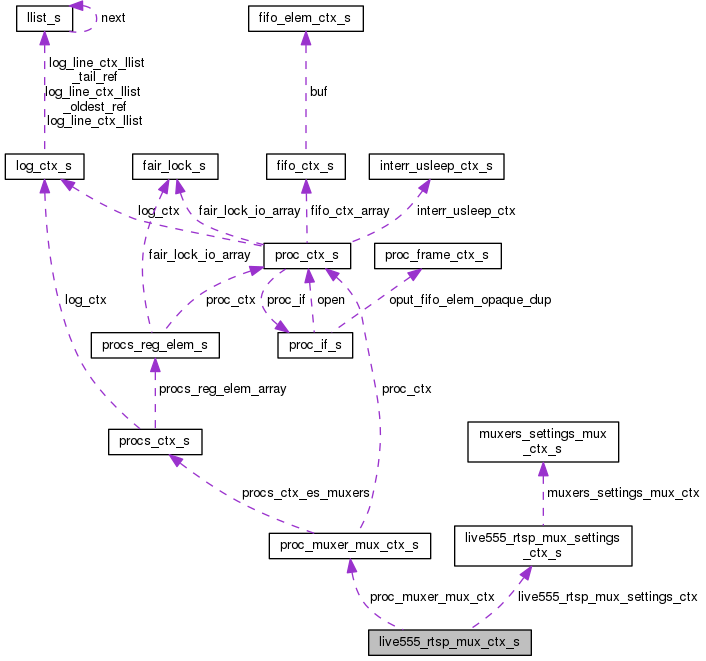 llist_s
next
fifo_elem_ctx_s
log_line_ctx_llist
_tail_ref
log_line_ctx_llist
_oldest_ref
log_line_ctx_llist
buf
log_ctx_s
fair_lock_s
fifo_ctx_s
interr_usleep_ctx_s
log_ctx
fair_lock_io_array
fifo_ctx_array
interr_usleep_ctx
fair_lock_io_array
proc_ctx_s
proc_frame_ctx_s
log_ctx
proc_ctx
proc_if
open
oput_fifo_elem_opaque_dup
procs_reg_elem_s
proc_if_s
procs_reg_elem_array
proc_ctx
procs_ctx_s
muxers_settings_mux
_ctx_s
procs_ctx_es_muxers
muxers_settings_mux_ctx
proc_muxer_mux_ctx_s
live555_rtsp_mux_settings
_ctx_s
proc_muxer_mux_ctx
live555_rtsp_mux_settings_ctx
live555_rtsp_mux_ctx_s